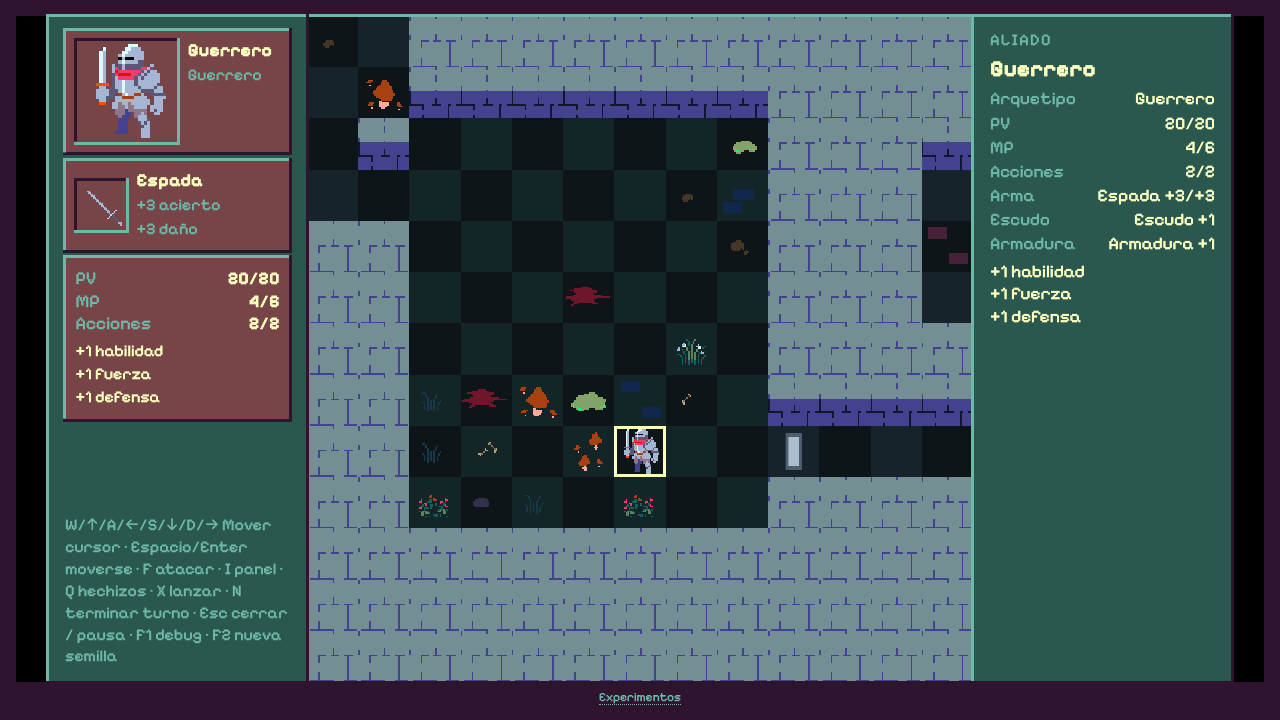 Guerrero
Guerrero
Espada
+3 acierto
+3 daño
PV 20/20
MP 4/6
Acciones 2/2
+1 habilidad
+1 fuerza
+1 defensa
W/↑/A/←/S/↓/D/→ Mover
cursor · Espacio/Enter
moverse · F atacar · I panel ·
Q hechizos · X lanzar · N
terminar turno · Esc cerrar
/ pausa · F1 debug · F2 nueva
semilla
ALIADO
Guerrero
Arquetipo Guerrero
PV 20/20
MP 4/6
Acciones 2/2
Arma Espada +3/+3
Escudo Escudo +1
Armadura Armadura +1
+1 habilidad
+1 fuerza
+1 defensa
Experimentos